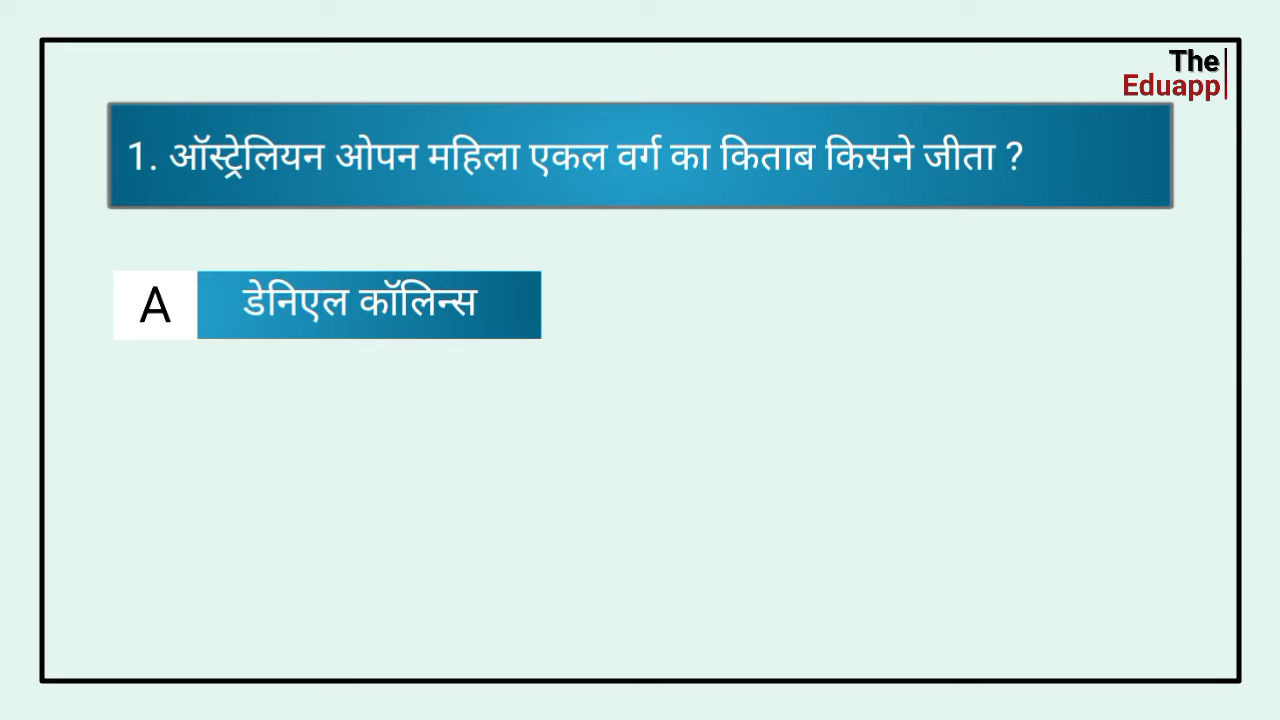 The
Eduapp
1. ऑस्ट्रेलियन ओपन महिला एकल वर्ग का किताब किसने जीता ?
A डेनिएल कॉलिन्स